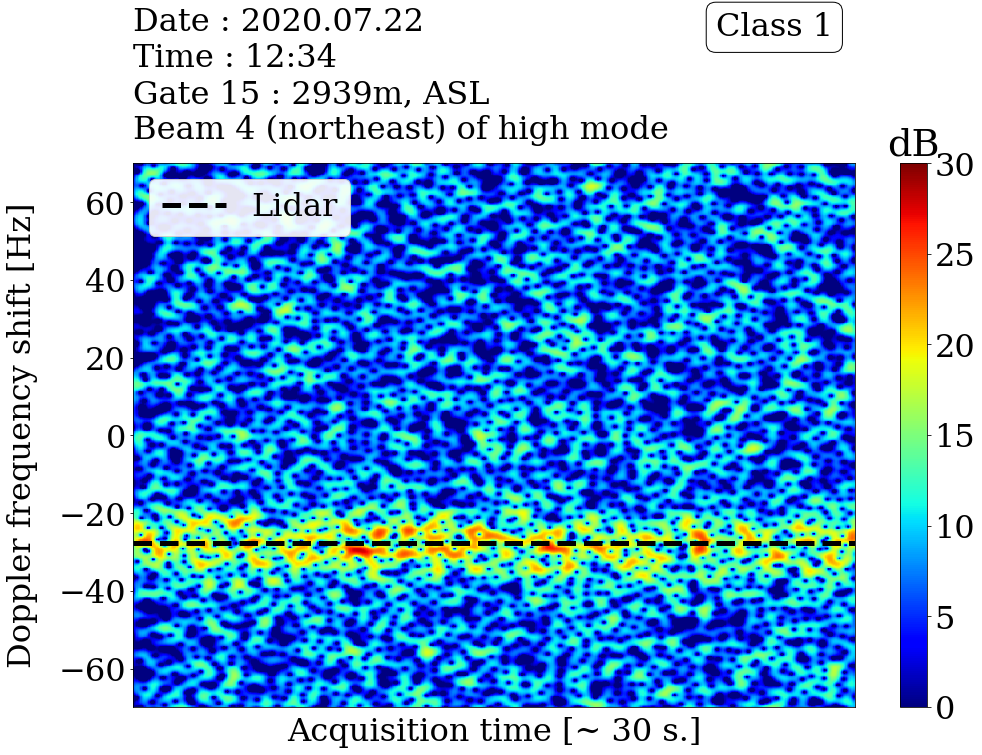 Date : 2020.07.22
Class 1
Time : 12:34
Gate 15 : 2939m, ASL
Beam 4 (northeast) of high mode
dB
Lidar
60
40
20
0
−20
−40
−60
Doppler frequency shift [Hz]
Acquisition time [~ 30 s.]
30
25
20
15
10
5
0